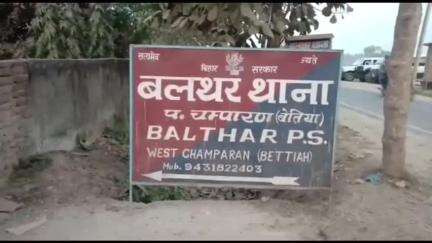 सत्यमेव बिहार सरकार जयते
बलथर थाना
प. चम्पारण (बेतिया)
BALTHAR P.S.
WEST CHAMPARAN (BETTIAH)
Mob. 9431822403